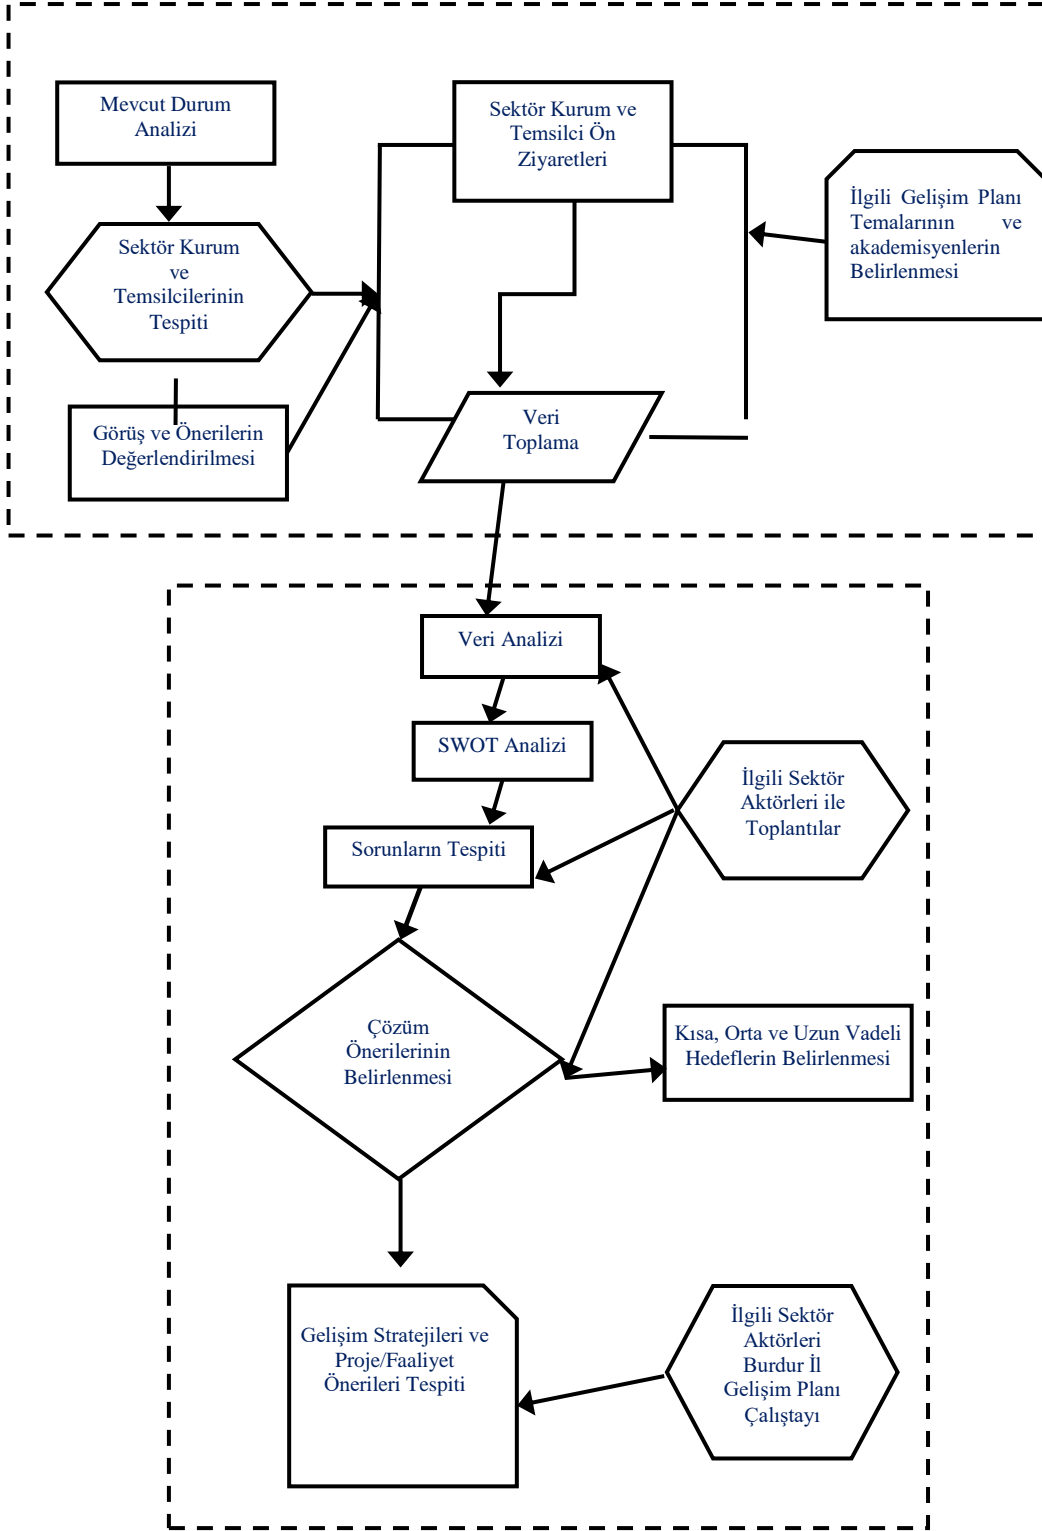 Mevcut Durum
Analizi
Sektör Kurum ve
Temsilci Ön
Ziyaretleri
İlgili Gelişim Planı
Temalarının ve
akademisyenlerin
Belirlenmesi
Sektör Kurum
ve
Temsilcilerinin
Tespiti
Görüş ve Önerilerin
Değerlendirilmesi
Veri
Toplama
Veri Analizi
SWOT Analizi
İlgili Sektör
Aktörleri ile
Toplantılar
Sorunların Tespiti
Çözüm
Önerilerinin
Belirlenmesi
Kısa, Orta ve Uzun Vadeli
Hedeflerin Belirlenmesi
Gelişim Stratejileri ve
Proje/Faaliyet
Önerileri Tespiti
İlgili Sektör
Aktörleri
Burdur İl
Gelişim Planı
Çalıştayı